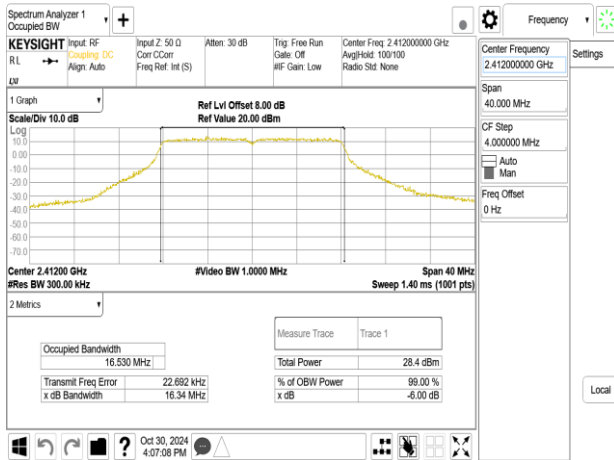 Spectrum Analyzer 1
Occupied BW
+
Frequency
KEYSIGHT
RL
LXI
Input: RF
Coupling: DC
Align: Auto
Input Z: 50 Ω
Corr CCorr
Freq Ref: Int (S)
Atten: 30 dB
Trig: Free Run
Gate: Off
#IF Gain: Low
Center Freq: 2.412000000 GHz
Avg|Hold: 100/100
Radio Std: None
Center Frequency
2.412000000 GHz
Settings
Span
40.000 MHz
CF Step
4.000000 MHz
Auto
Man
Freq Offset
0 Hz
Local
1 Graph
Scale/Div 10.0 dB
Ref Lvl Offset 8.00 dB
Ref Value 20.00 dBm
Log
10.0
0.00
-10.0
-20.0
-30.0
-40.0
-50.0
-60.0
-70.0
Center 2.41200 GHz
#Video BW 1.0000 MHz
Span 40 MHz
#Res BW 300.00 kHz
Sweep 1.40 ms (1001 pts)
2 Metrics
Measure Trace
Trace 1
Occupied Bandwidth
16.530 MHz
Total Power
28.4 dBm
Transmit Freq Error
22.692 kHz
% of OBW Power
99.00 %
x dB Bandwidth
16.34 MHz
x dB
-6.00 dB
?
Oct 30, 2024
4:07:08 PM